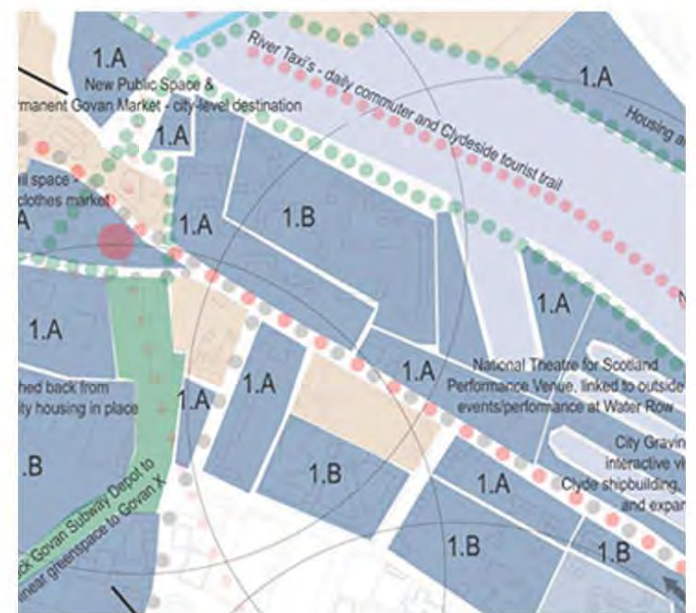 1.A
1.A
New Public Space &
rmanent Govan Market - city-level destination
River Taxi's - daily commuter and Clydeside tourist trail
Housing a
1.A
ail space -
clothes market
A
1.A
1.B
1.A
1.A
National Theatre for Scotland
Performance Venue, linked to outside
events/performance at Water Row
1.A
1.A
1.A
hed back from
ity housing in place
City Gravin
interactive vi
Clyde shipbuilding,
and expan
.B
1.B
1.A
ck Govan Subway Depot to
inear greenspace to Govan X
1.B
1.B